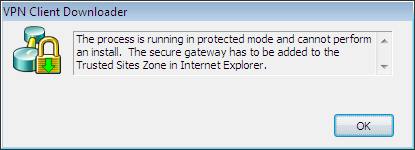 VPN Client Downloader
The process is running in protected mode and cannot perform
an install.  The secure gateway has to be added to the
Trusted Sites Zone in Internet Explorer.
OK